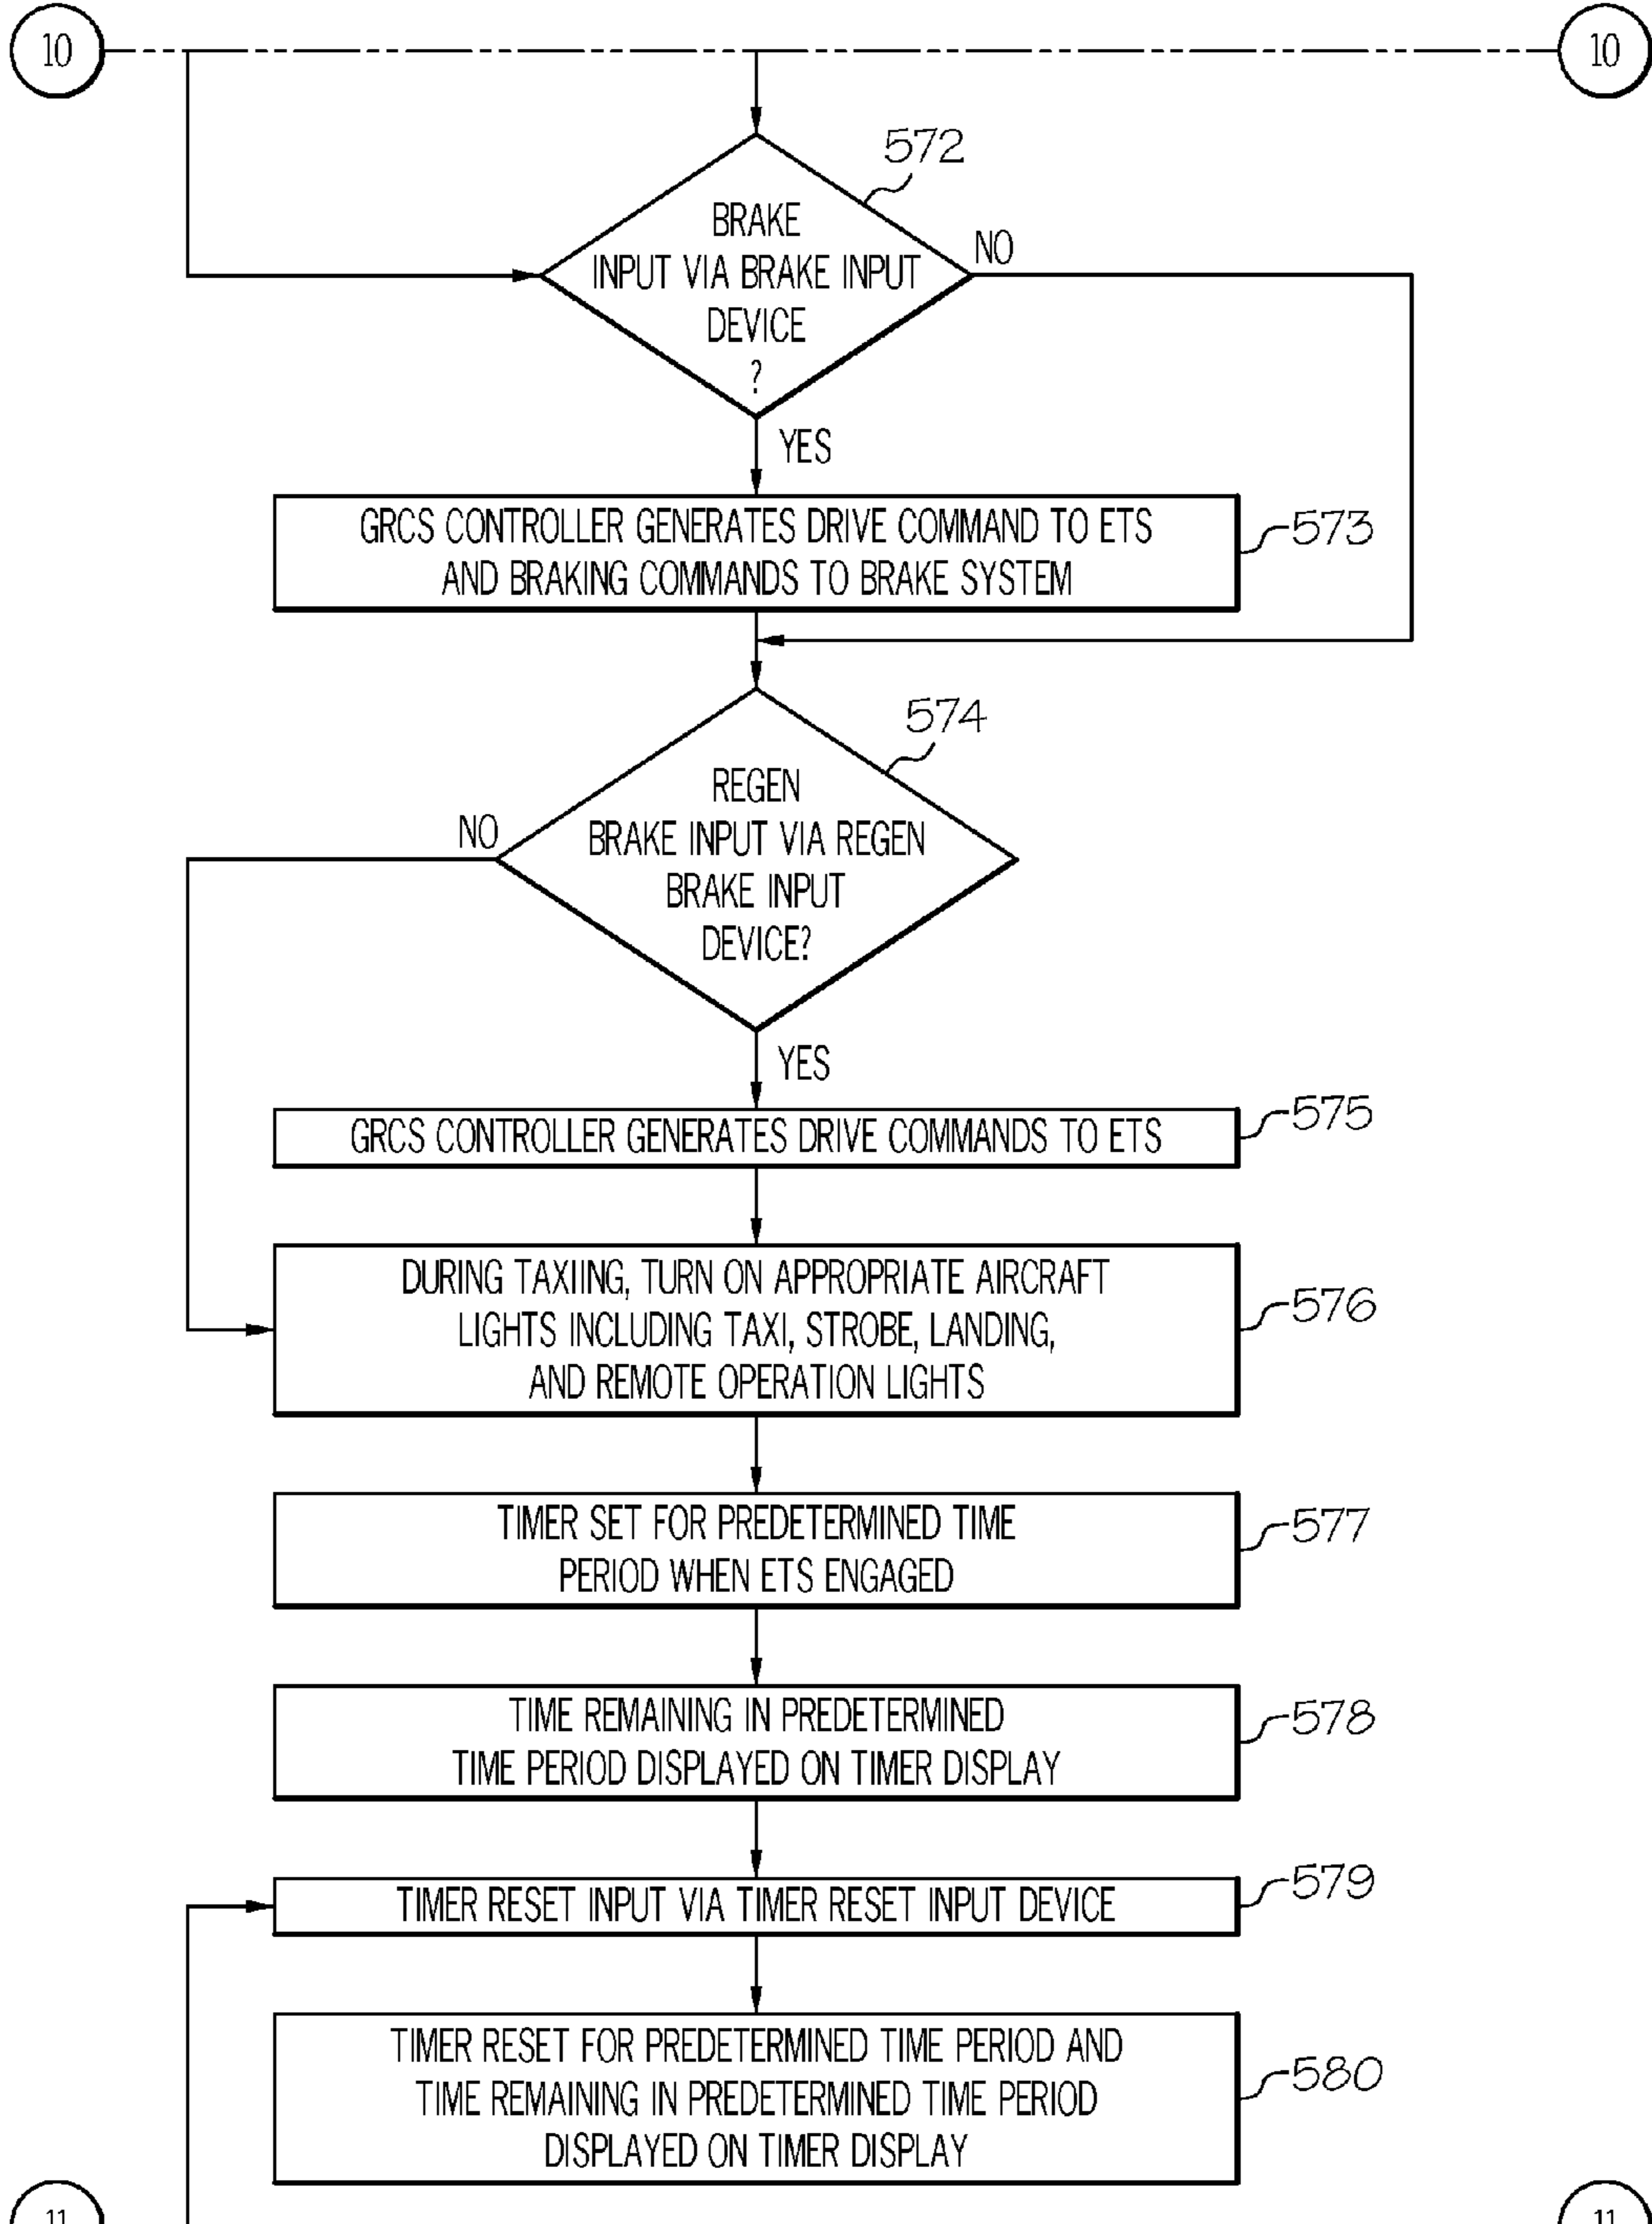 10
10
572
BRAKE
INPUT VIA BRAKE INPUT
DEVICE
?
NO
YES
GRCS CONTROLLER GENERATES DRIVE COMMAND TO ETS
AND BRAKING COMMANDS TO BRAKE SYSTEM
573
574
REGEN
BRAKE INPUT VIA REGEN
BRAKE INPUT
DEVICE?
NO
YES
GRCS CONTROLLER GENERATES DRIVE COMMANDS TO ETS
575
DURING TAXIING, TURN ON APPROPRIATE AIRCRAFT
LIGHTS INCLUDING TAXI, STROBE, LANDING,
AND REMOTE OPERATION LIGHTS
576
TIMER SET FOR PREDETERMINED TIME
PERIOD WHEN ETS ENGAGED
577
TIME REMAINING IN PREDETERMINED
TIME PERIOD DISPLAYED ON TIMER DISPLAY
578
TIMER RESET INPUT VIA TIMER RESET INPUT DEVICE
579
TIMER RESET FOR PREDETERMINED TIME PERIOD AND
TIME REMAINING IN PREDETERMINED TIME PERIOD
DISPLAYED ON TIMER DISPLAY
580
11
11